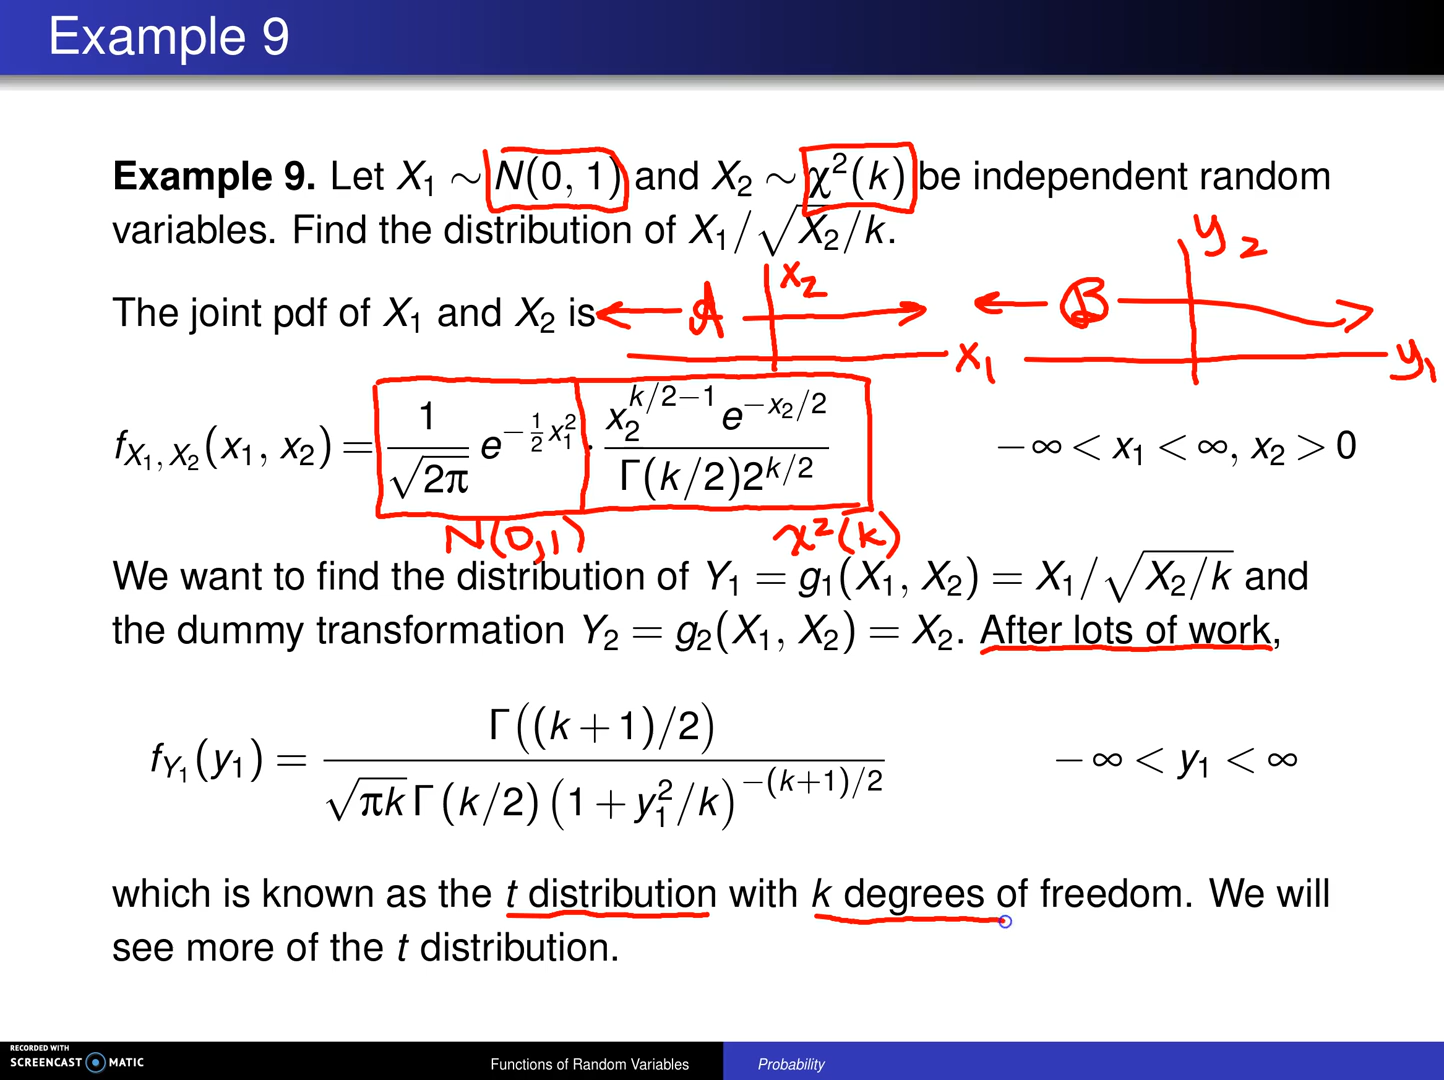 Example 9
Example 9. Let X₁ ∼ N(0, 1) and X₂ ∼ χ²(k) be independent random
variables. Find the distribution of X₁/√(X₂/k).
y₂
x₂
A
B
The joint pdf of X₁ and X₂ is
x₁
y₁
f_{X₁, X₂}(x₁, x₂) = 1/√(2π) e^{−½x₁²} · x₂^{k/2−1} e^{−x₂/2} / (Γ(k/2)2^{k/2})    −∞ < x₁ < ∞, x₂ > 0
N(0,1) χ²(k)
We want to find the distribution of Y₁ = g₁(X₁, X₂) = X₁/√(X₂/k) and
the dummy transformation Y₂ = g₂(X₁, X₂) = X₂. After lots of work,
f_{Y₁}(y₁) = Γ((k + 1)/2) / (√(πk) Γ(k/2) (1 + y₁²/k)^{−(k+1)/2})    −∞ < y₁ < ∞
which is known as the t distribution with k degrees of freedom. We will
see more of the t distribution.
RECORDED WITH
SCREENCAST MATIC
Functions of Random Variables Probability